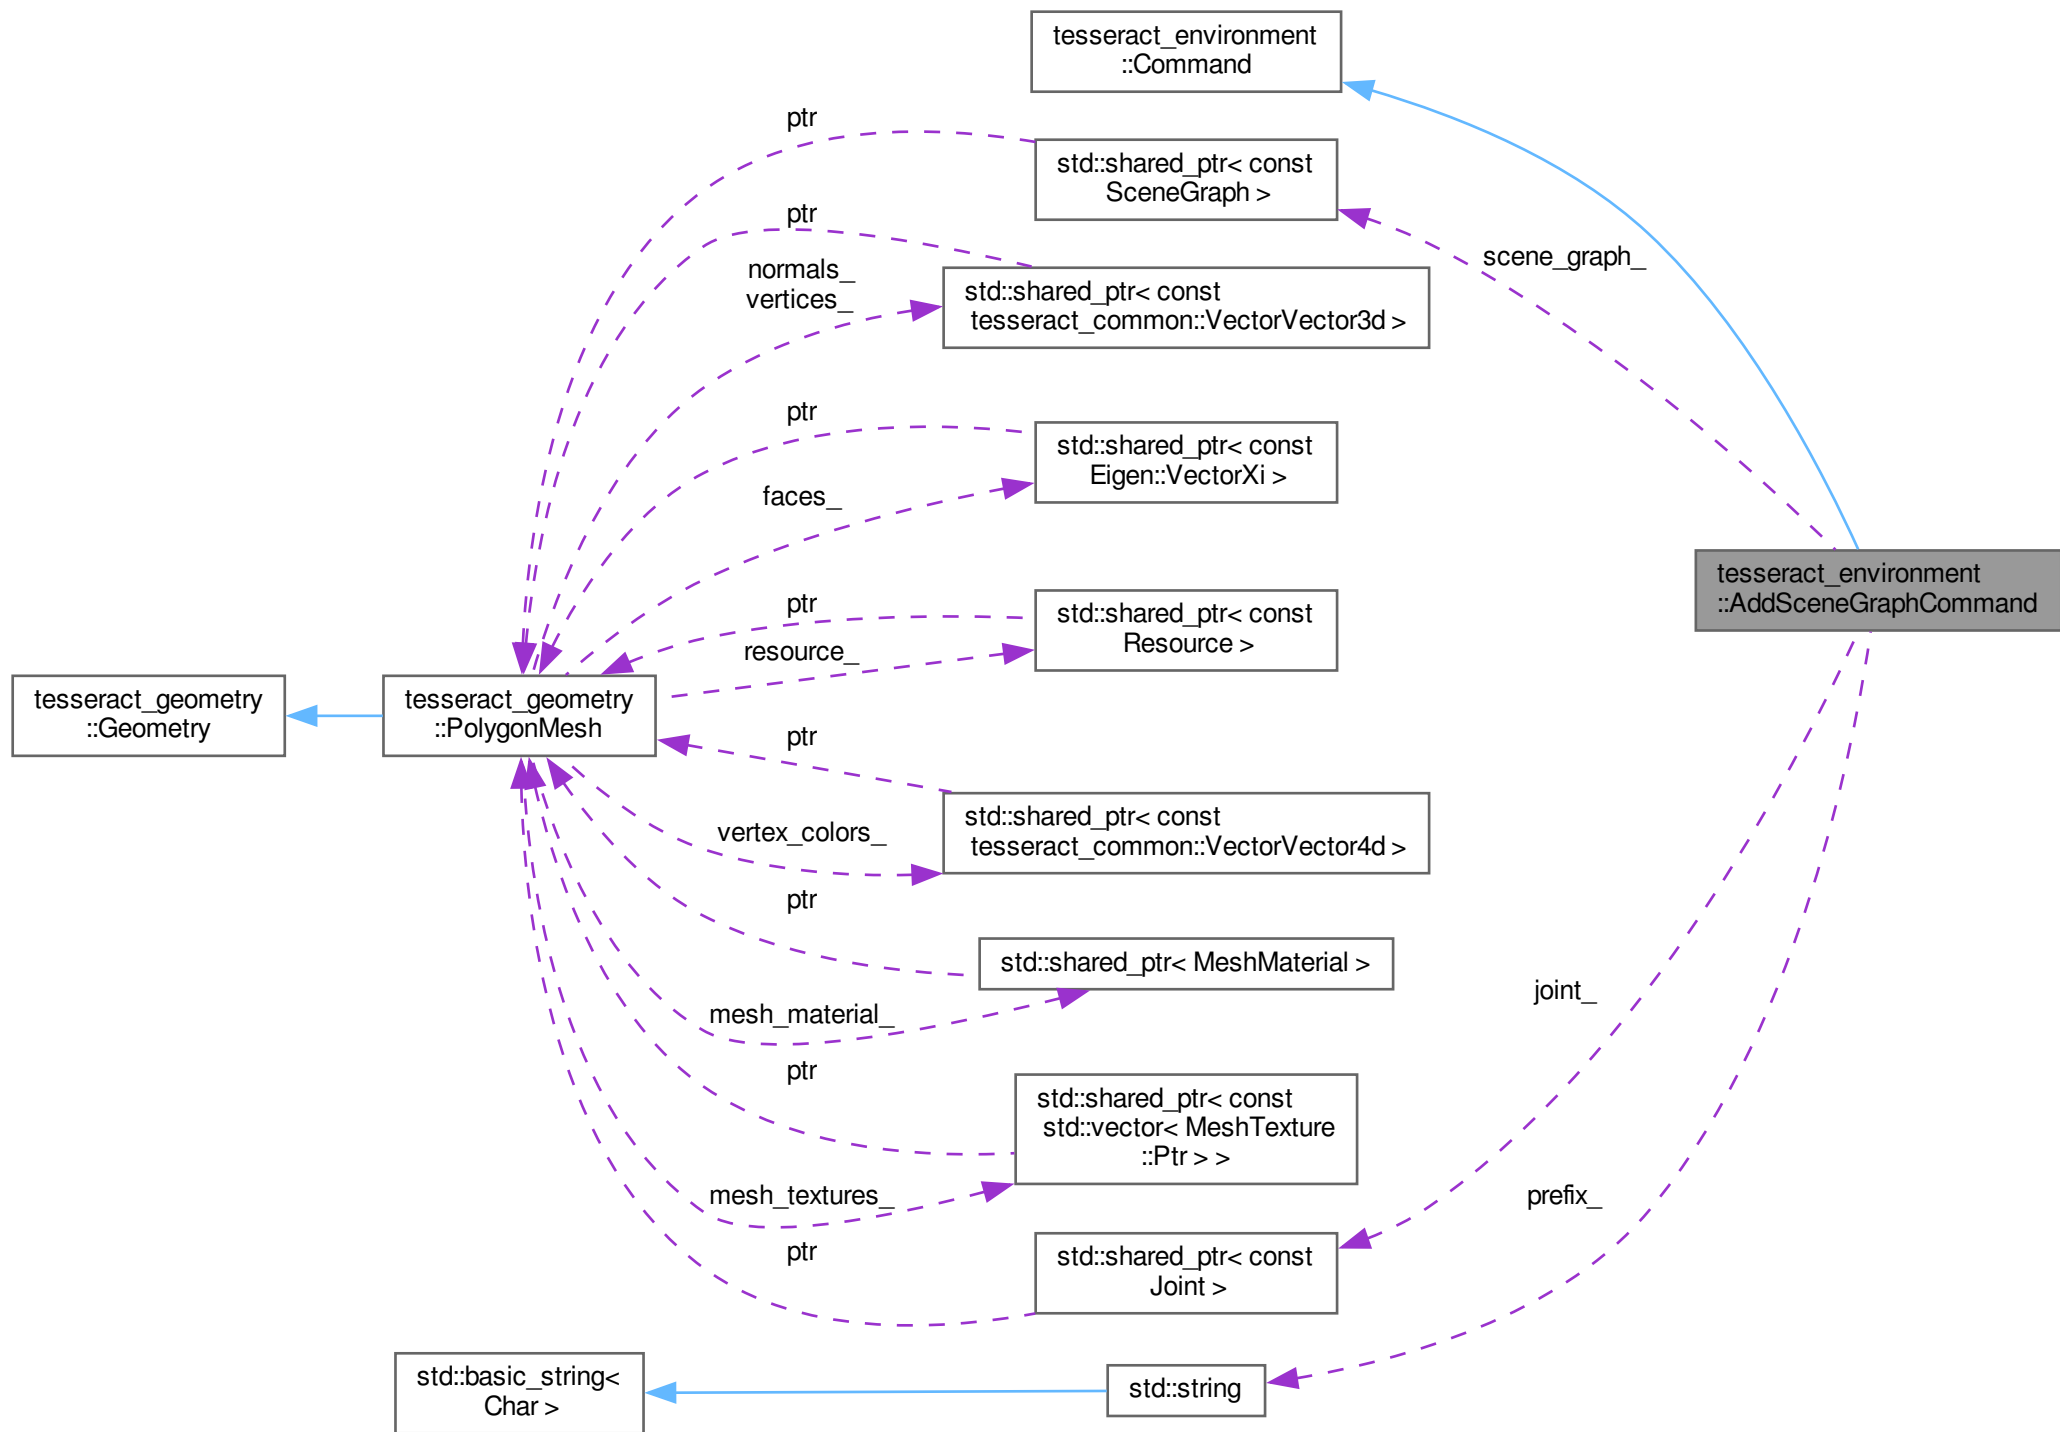 tesseract_environment
::Command
ptr
std::shared_ptr< const
SceneGraph >
ptr
scene_graph_
normals_
vertices_
std::shared_ptr< const
tesseract_common::VectorVector3d >
ptr
std::shared_ptr< const
Eigen::VectorXi >
faces_
tesseract_environment
::AddSceneGraphCommand
ptr
std::shared_ptr< const
Resource >
resource_
tesseract_geometry
::Geometry
tesseract_geometry
::PolygonMesh
ptr
std::shared_ptr< const
tesseract_common::VectorVector4d >
vertex_colors_
ptr
std::shared_ptr< MeshMaterial >
joint_
mesh_material_
ptr
std::shared_ptr< const
std::vector< MeshTexture
::Ptr > >
mesh_textures_
prefix_
ptr
std::shared_ptr< const
Joint >
std::basic_string<
Char >
std::string